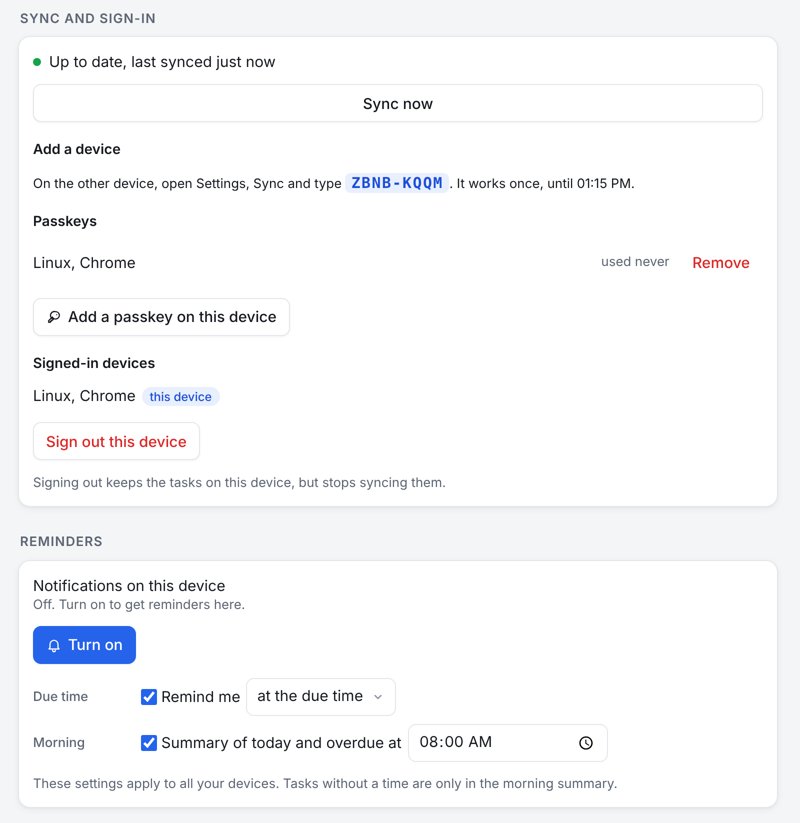 SYNC AND SIGN-IN
Up to date, last synced just now
Sync now
Add a device
On the other device, open Settings, Sync and type ZBNB-KQQM. It works once, until 01:15 PM.
Passkeys
Linux, Chrome used never Remove
Add a passkey on this device
Signed-in devices
Linux, Chrome this device
Sign out this device
Signing out keeps the tasks on this device, but stops syncing them.
REMINDERS
Notifications on this device
Off. Turn on to get reminders here.
Turn on
Due time Remind me at the due time
Morning Summary of today and overdue at 08:00 AM
These settings apply to all your devices. Tasks without a time are only in the morning summary.